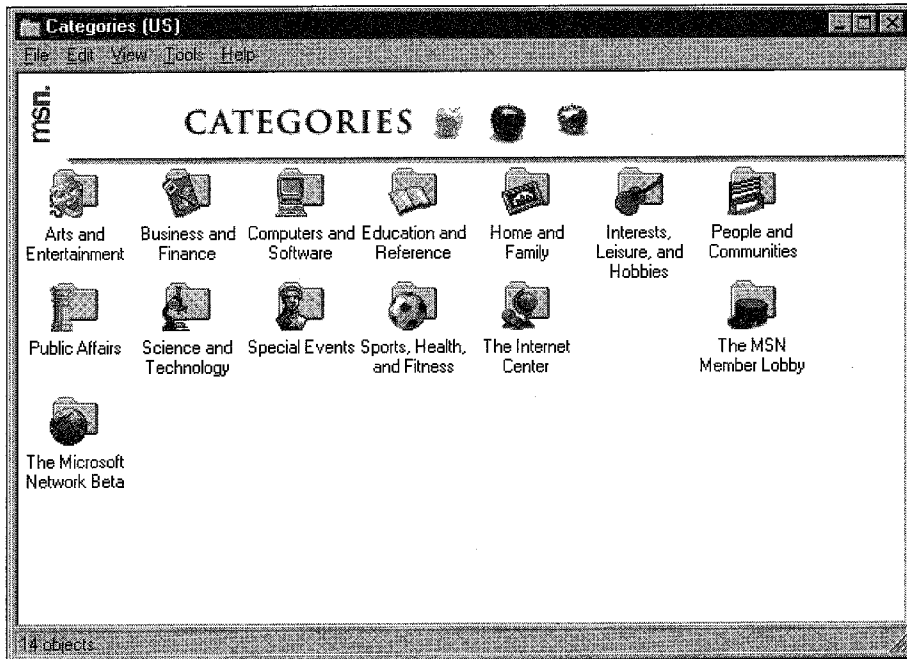 Categories (US)
File Edit View Tools Help
msn.
CATEGORIES
Arts and
Entertainment
Business and
Finance
Computers and
Software
Education and
Reference
Home and
Family
Interests,
Leisure, and
Hobbies
People and
Communities
Public Affairs
Science and
Technology
Special Events
Sports, Health,
and Fitness
The Internet
Center
The MSN
Member Lobby
The Microsoft
Network Beta
14 objects